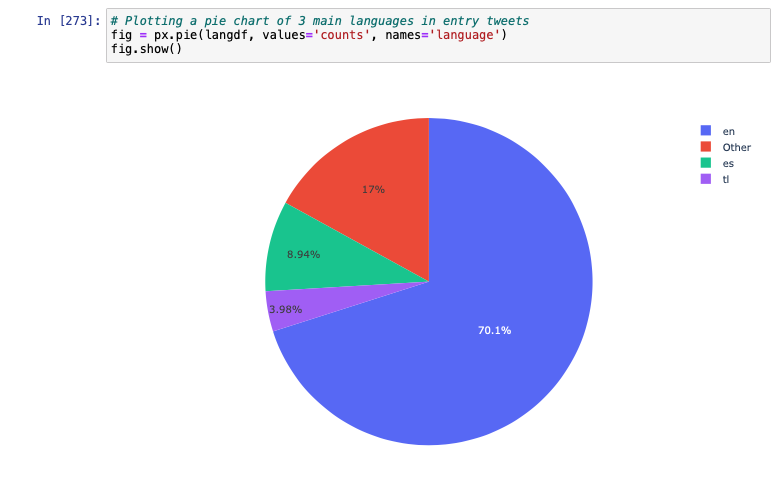 In [273]: # Plotting a pie chart of 3 main languages in entry tweets
fig = px.pie(langdf, values='counts', names='language')
fig.show()
en
Other
es
tl
17%
8.94%
3.98%
70.1%